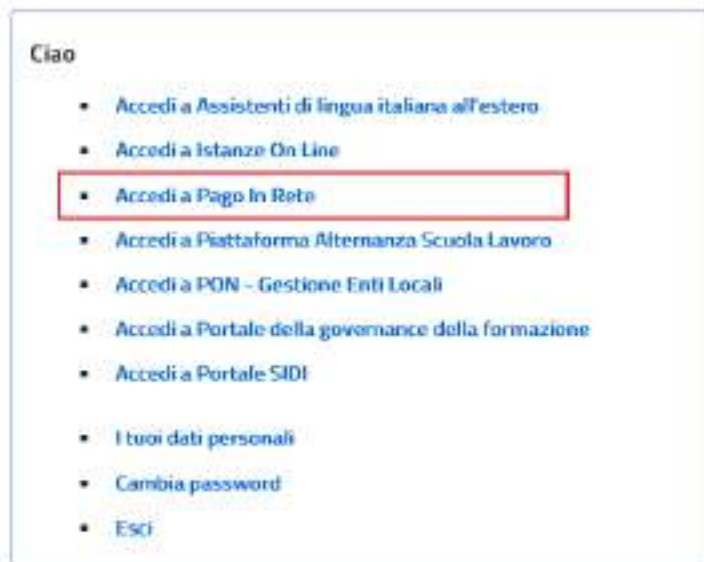 Ciao
Accedi a Assistenti di lingua italiana all'estero
Accedi a Istanze On Line
Accedi a Pago In Rete
Accedi a Piattaforma Alternanza Scuola Lavoro
Accedi a PON - Gestione Enti Locali
Accedi a Portale della governance della formazione
Accedi a Portale SIDI
I tuoi dati personali
Cambia password
Esci